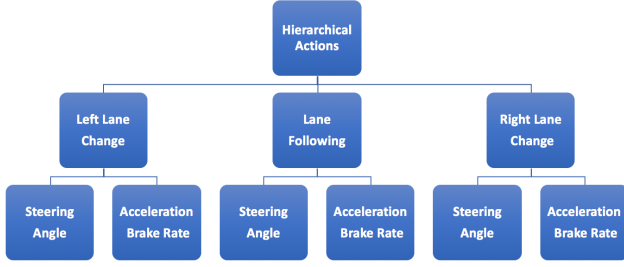 Hierarchical
Actions
Left Lane
Change
Lane
Following
Right Lane
Change
Steering
Angle
Acceleration
Brake Rate
Steering
Angle
Acceleration
Brake Rate
Steering
Angle
Acceleration
Brake Rate